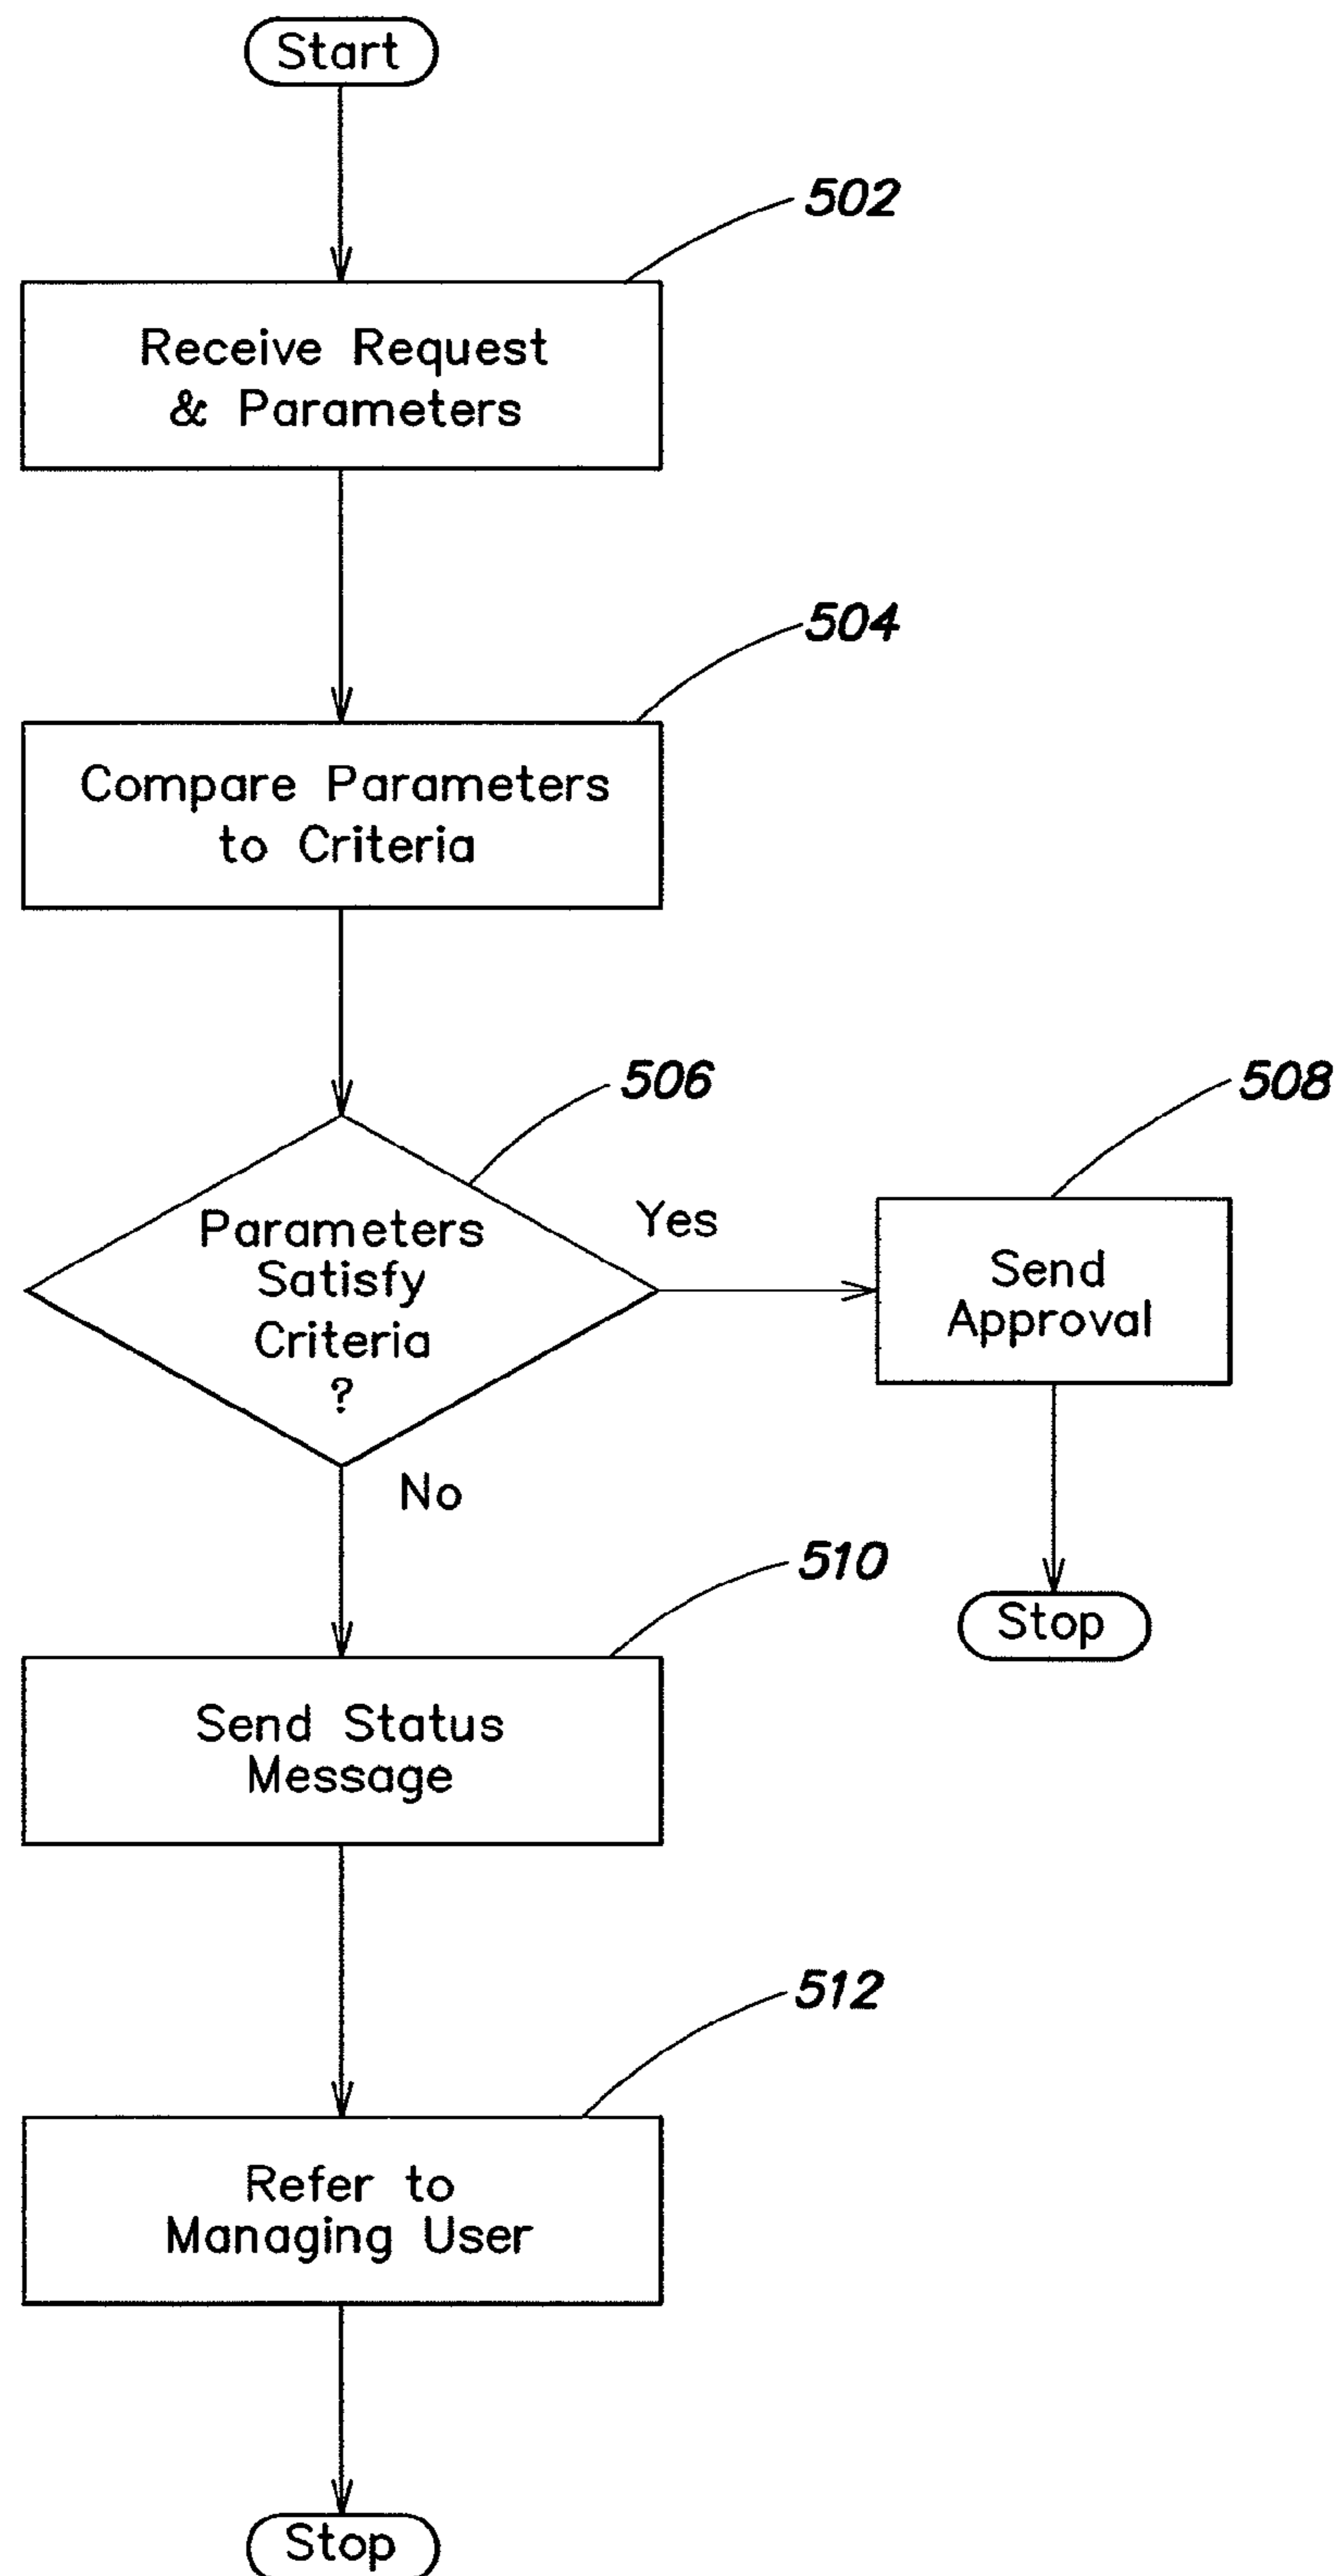 Start
502
Receive Request
& Parameters
504
Compare Parameters
to Criteria
506
508
Parameters
Satisfy
Criteria
?
Yes
Send
Approval
No
510
Stop
Send Status
Message
512
Refer to
Managing User
Stop